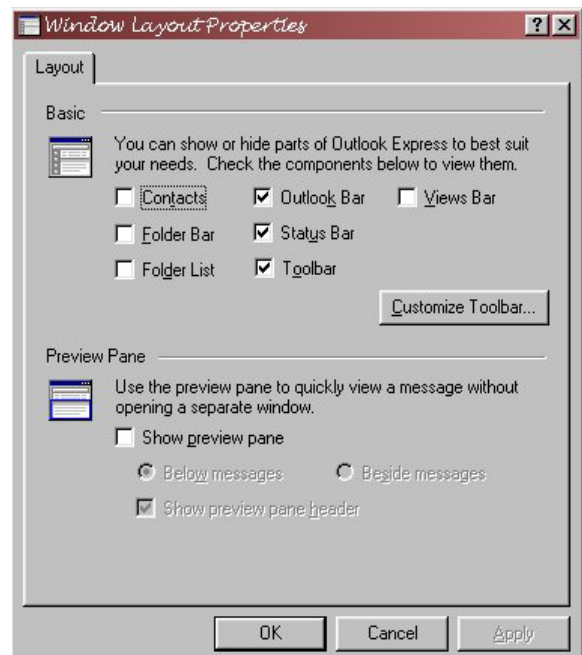 Window Layout Properties
Layout
Basic
You can show or hide parts of Outlook Express to best suit
your needs. Check the components below to view them.
Contacts Outlook Bar Views Bar
Folder Bar Status Bar
Folder List Toolbar
Customize Toolbar...
Preview Pane
Use the preview pane to quickly view a message without
opening a separate window.
Show preview pane
Below messages Beside messages
Show preview pane header
OK Cancel Apply